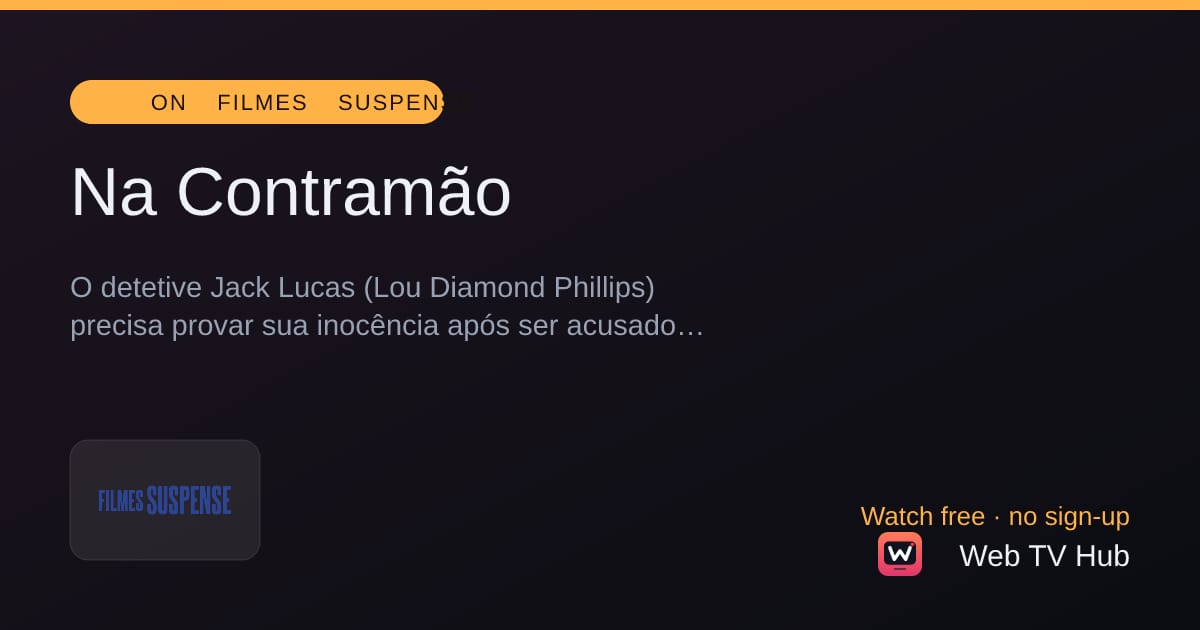 ON FILMES SUSPENSE
Na Contramão
O detetive Jack Lucas (Lou Diamond Phillips)
precisa provar sua inocência após ser acusado…
FILMES SUSPENSE
Watch free · no sign-up
W
Web TV Hub